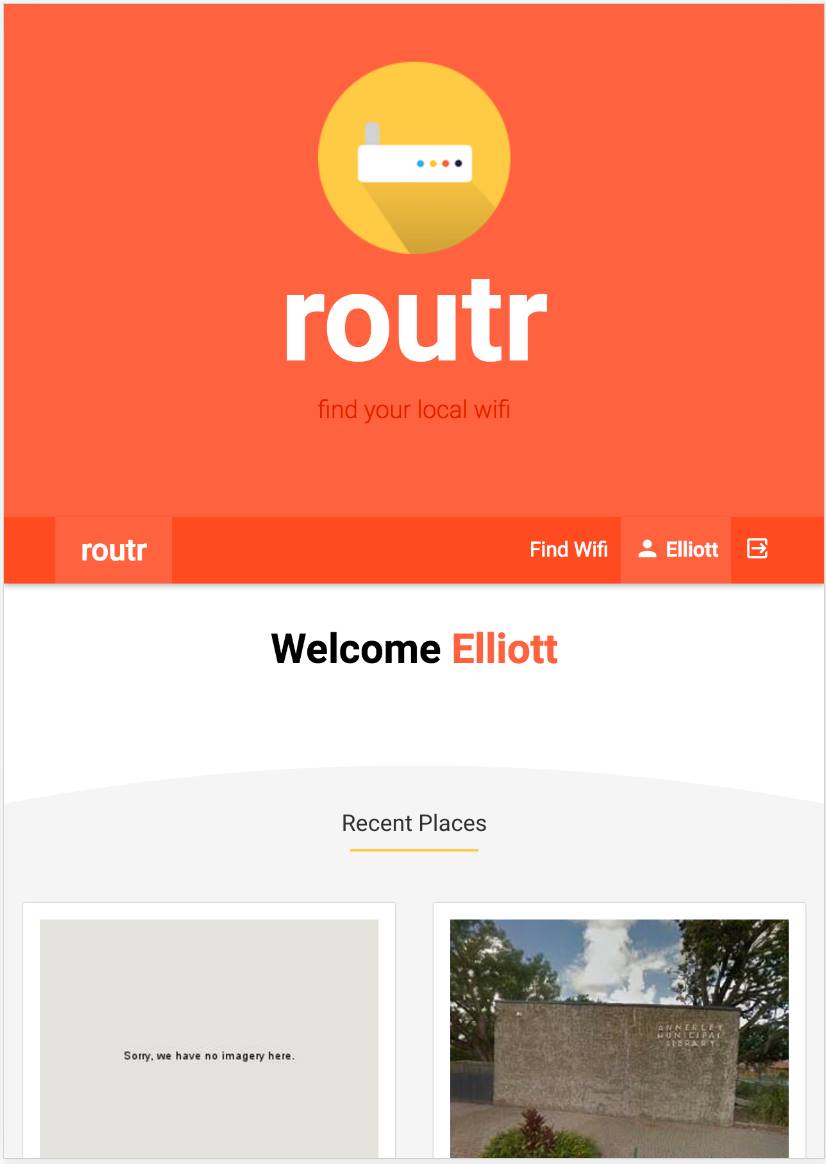 routr
find your local wifi
routr
Find Wifi
Elliott
Welcome Elliott
Recent Places
Sorry, we have no imagery here.
ANNERLEY
MUNICIPAL
LIBRARY